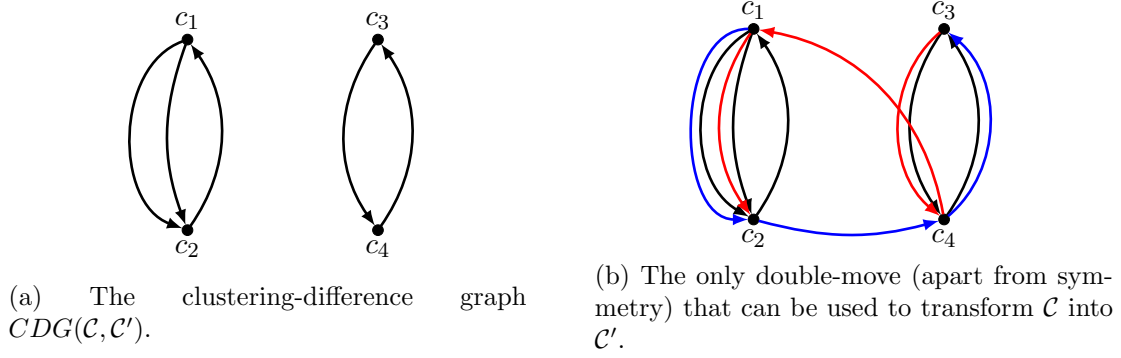 c1 c3
c2 c4
(a) The clustering-difference graph
CDG(C, C′).
c1 c3
c2 c4
(b) The only double-move (apart from sym-
metry) that can be used to transform C into
C′.